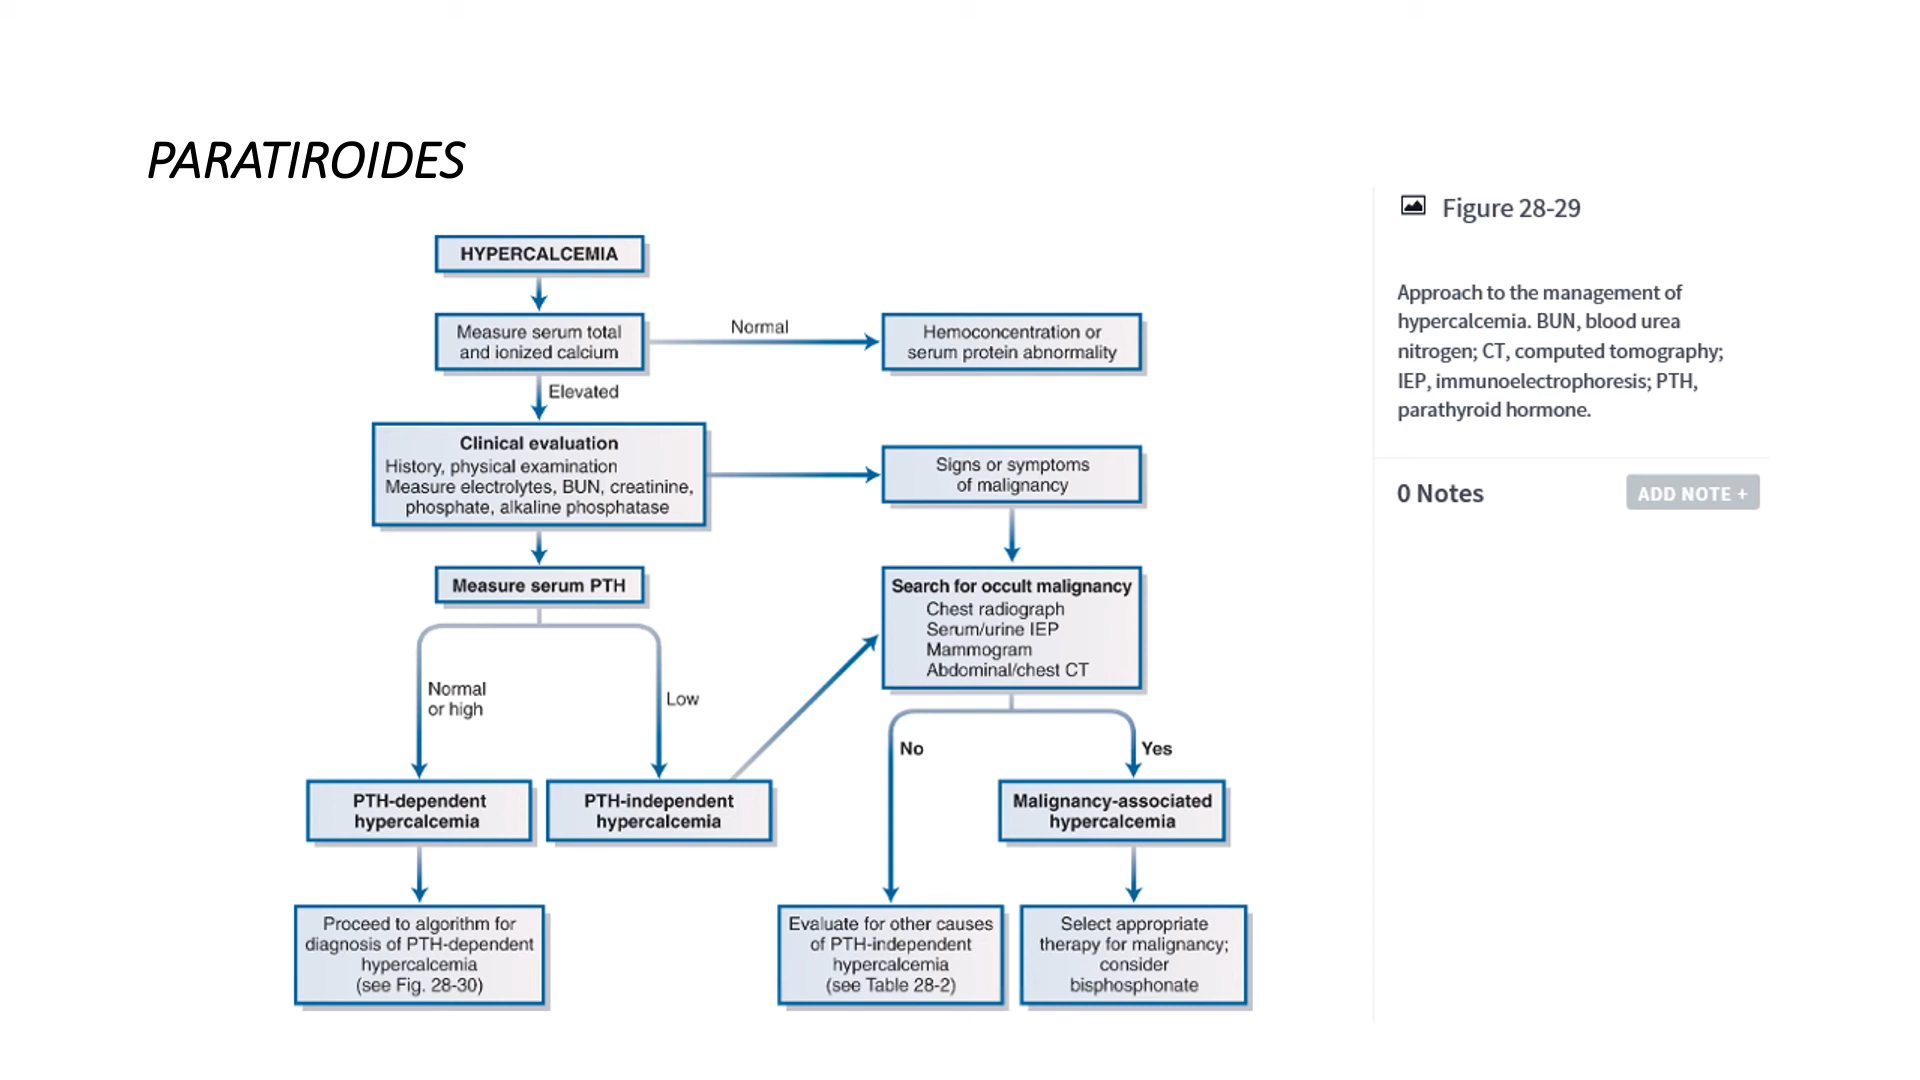 PARATIROIDES
HYPERCALCEMIA
Measure serum total
and ionized calcium
Normal
Hemoconcentration or
serum protein abnormality
Elevated
Clinical evaluation
History, physical examination
Measure electrolytes, BUN, creatinine,
phosphate, alkaline phosphatase
Signs or symptoms
of malignancy
Measure serum PTH
Search for occult malignancy
Chest radiograph
Serum/urine IEP
Mammogram
Abdominal/chest CT
Normal
or high
Low
No
Yes
PTH-dependent
hypercalcemia
PTH-independent
hypercalcemia
Malignancy-associated
hypercalcemia
Proceed to algorithm for
diagnosis of PTH-dependent
hypercalcemia
(see Fig. 28-30)
Evaluate for other causes
of PTH-independent
hypercalcemia
(see Table 28-2)
Select appropriate
therapy for malignancy;
consider
bisphosphonate
Figure 28-29
Approach to the management of
hypercalcemia. BUN, blood urea
nitrogen; CT, computed tomography;
IEP, immunoelectrophoresis; PTH,
parathyroid hormone.
0 Notes
ADD NOTE +